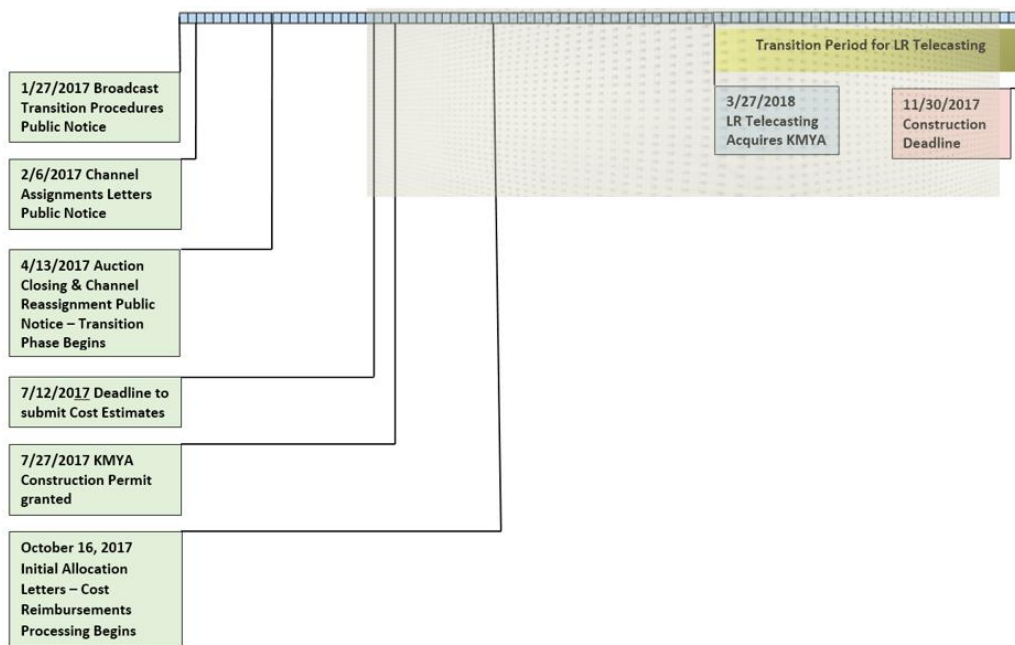 Transition Period for LR Telecasting
1/27/2017 Broadcast
Transition Procedures
Public Notice
3/27/2018
LR Telecasting
Acquires KMYA
11/30/2017
Construction
Deadline
2/6/2017 Channel
Assignments Letters
Public Notice
4/13/2017 Auction
Closing & Channel
Reassignment Public
Notice – Transition
Phase Begins
7/12/2017 Deadline to
submit Cost Estimates
7/27/2017 KMYA
Construction Permit
granted
October 16, 2017
Initial Allocation
Letters – Cost
Reimbursements
Processing Begins